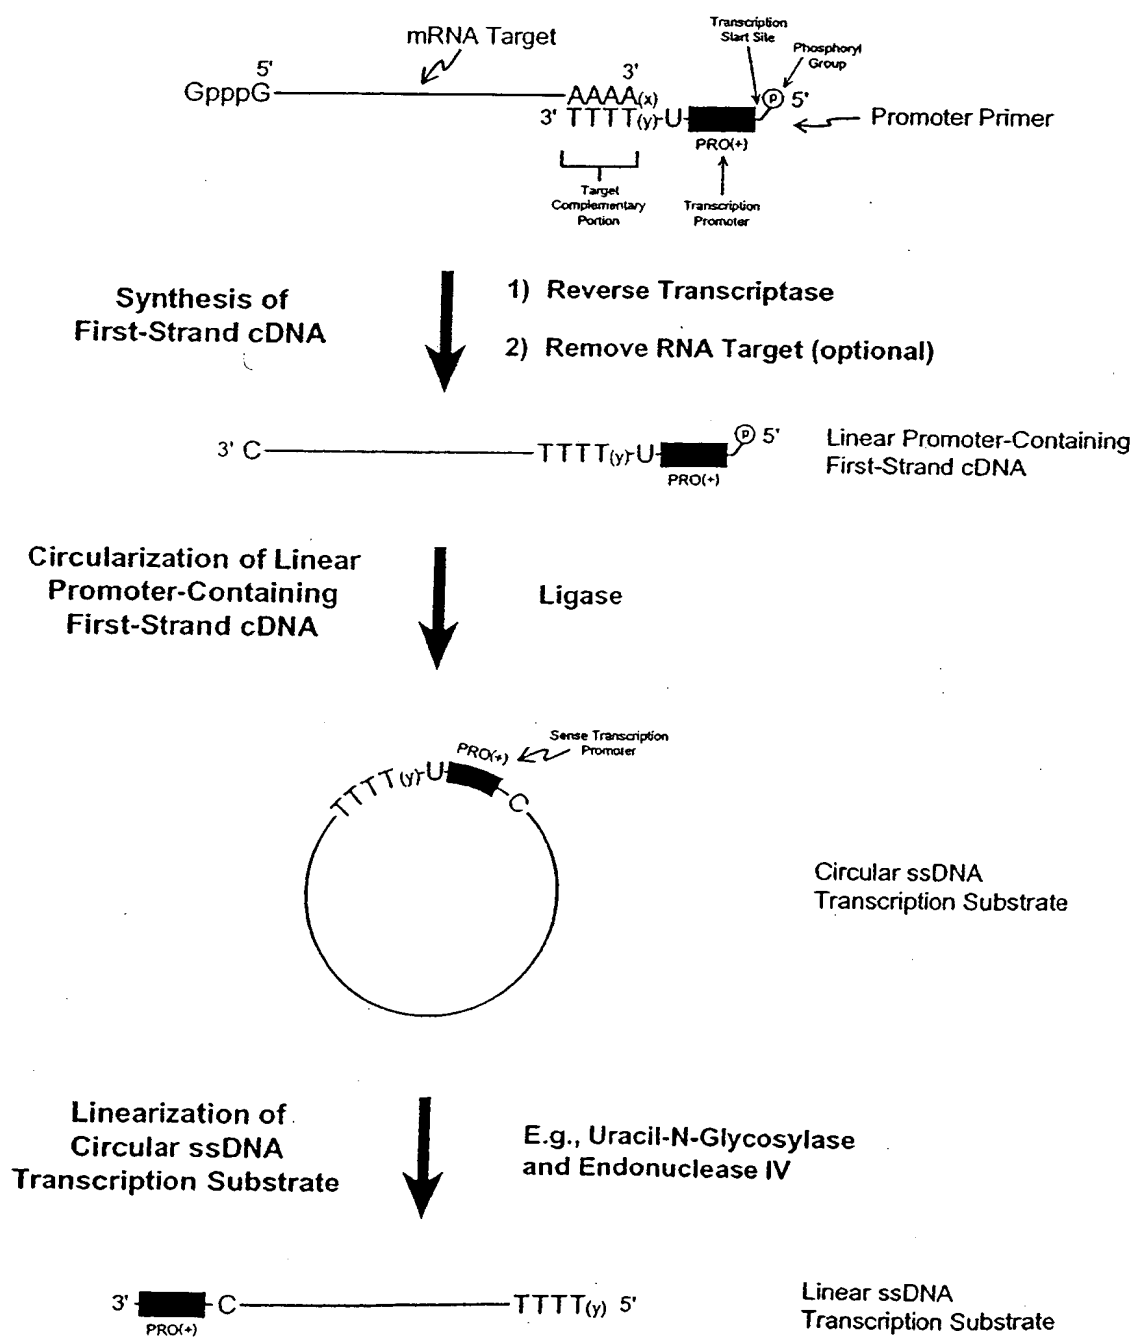 mRNA Target
Transcription
Start Site
Phosphoryl
Group
5'
3'
GpppG
AAAA(x)
P
5'
3' TTTT(y)-U
PRO(+)
Promoter Primer
Target
Complementary
Portion
Transcription
Promoter
Synthesis of
First-Strand cDNA
1) Reverse Transcriptase
2) Remove RNA Target (optional)
3' C
TTTT(y)-U
P
5'
PRO(+)
Linear Promoter-Containing
First-Strand cDNA
Circularization of Linear
Promoter-Containing
First-Strand cDNA
Ligase
Sense Transcription
Promoter
PRO(+)
TTTT(y)-U
C
Circular ssDNA
Transcription Substrate
Linearization of
Circular ssDNA
Transcription Substrate
E.g., Uracil-N-Glycosylase
and Endonuclease IV
3'
C
TTTT(y) 5'
PRO(+)
Linear ssDNA
Transcription Substrate